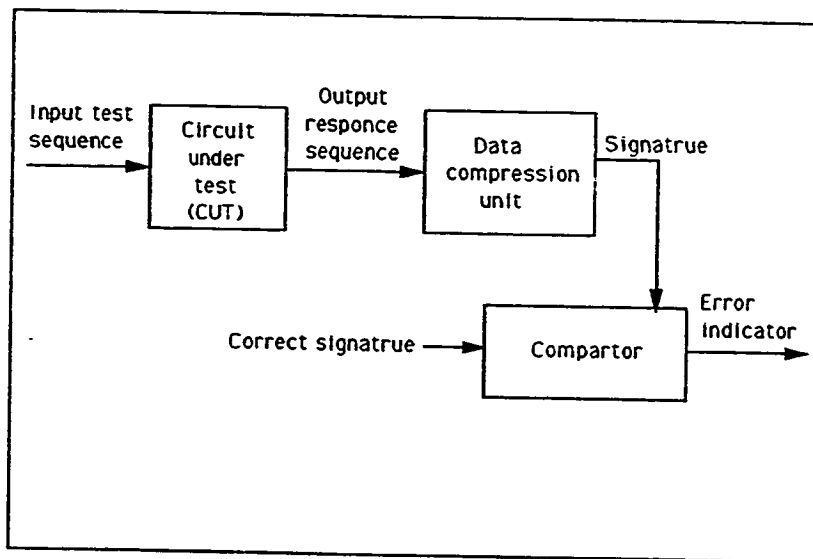 Input test
sequence
Circuit
under
test
(CUT)
Output
responce
sequence
Data
compression
unit
Signatrue
Correct signatrue
Compartor
Error
indicator